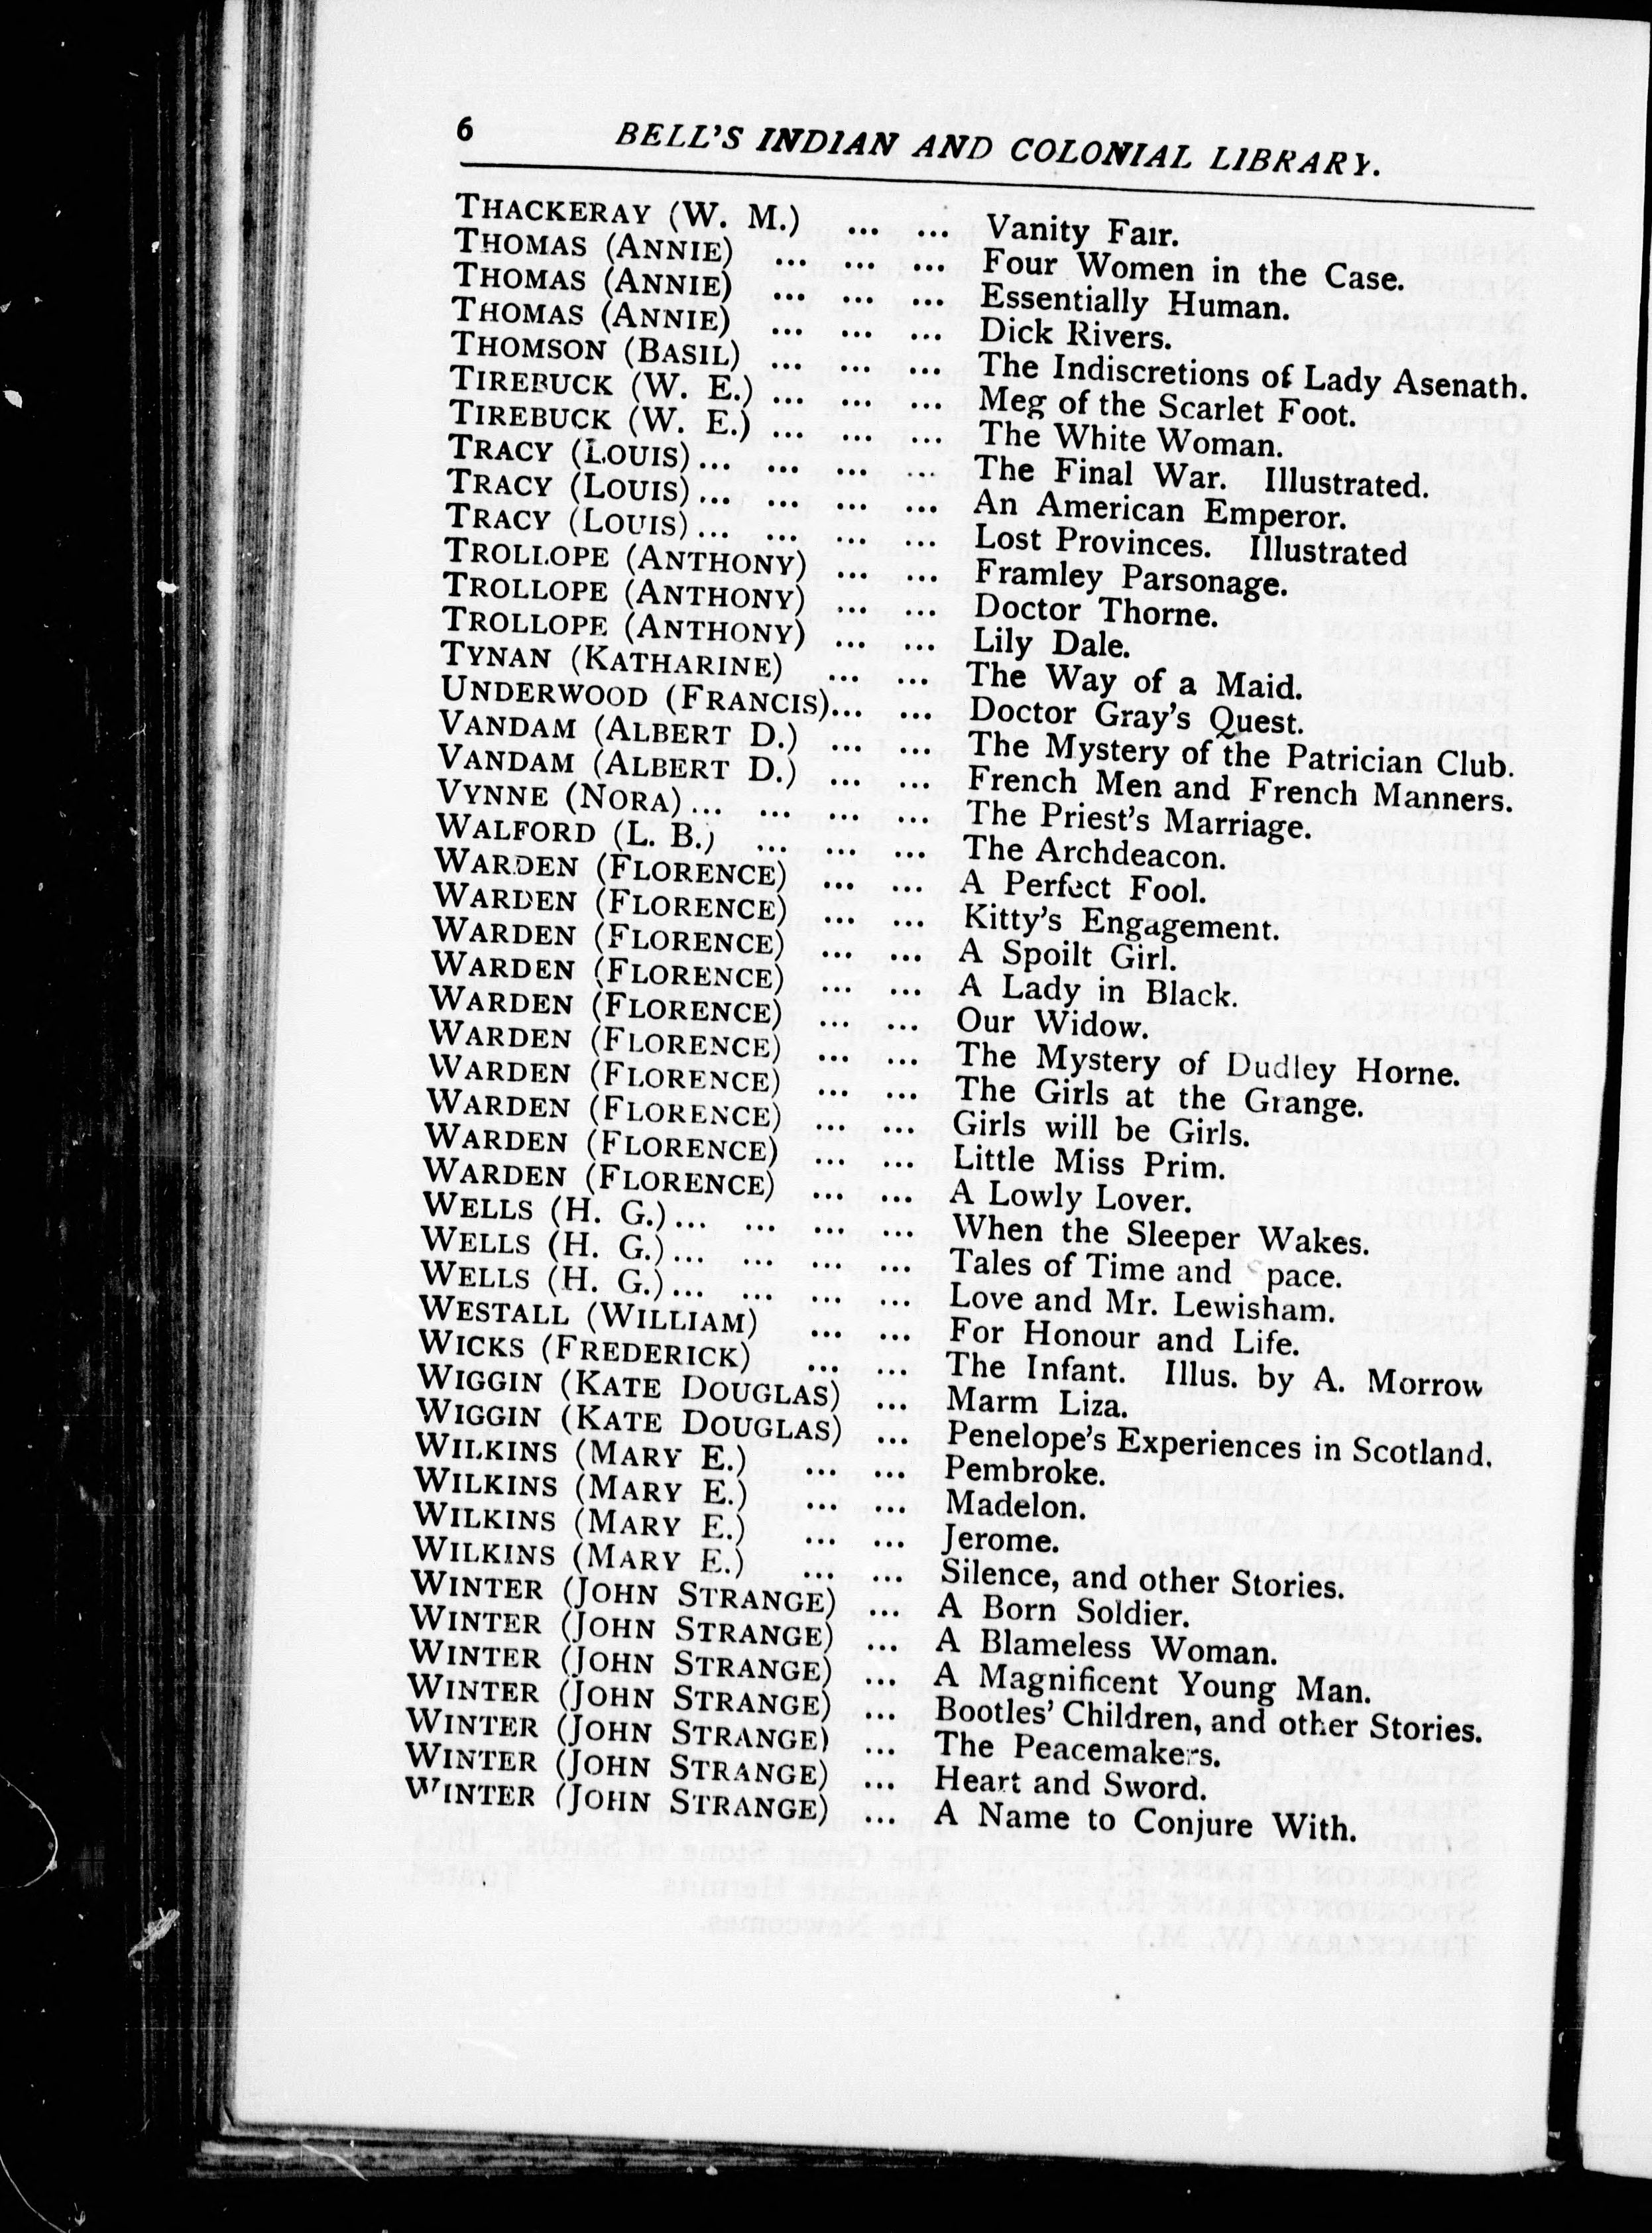 6 BELL'S INDIAN AND COLONIAL LIBRARY.
THACKERAY (W. M.) ... ... Vanity Fair.
THOMAS (ANNIE) ... ... ... Four Women in the Case.
THOMAS (ANNIE) ... ... ... Essentially Human.
THOMAS (ANNIE) ... ... ... Dick Rivers.
THOMSON (BASIL) ... ... ... The Indiscretions of Lady Asenath.
TIREBUCK (W. E.) ... ... ... Meg of the Scarlet Foot.
TIREBUCK (W. E.) ... ... ... The White Woman.
TRACY (LOUIS) ... ... ... ... The Final War. Illustrated.
TRACY (LOUIS) ... ... ... ... An American Emperor.
TRACY (LOUIS) ... ... ... ... Lost Provinces. Illustrated
TROLLOPE (ANTHONY) ... ... Framley Parsonage.
TROLLOPE (ANTHONY) ... ... Doctor Thorne.
TROLLOPE (ANTHONY) ... ... Lily Dale.
TYNAN (KATHARINE) ... ... The Way of a Maid.
UNDERWOOD (FRANCIS)... ... Doctor Gray's Quest.
VANDAM (ALBERT D.) ... ... The Mystery of the Patrician Club.
VANDAM (ALBERT D.) ... ... French Men and French Manners.
VYNNE (NORA) ... ... ... ... The Priest's Marriage.
WALFORD (L. B.) ... ... ... The Archdeacon.
WARDEN (FLORENCE) ... ... A Perfect Fool.
WARDEN (FLORENCE) ... ... Kitty's Engagement.
WARDEN (FLORENCE) ... ... A Spoilt Girl.
WARDEN (FLORENCE) ... ... A Lady in Black.
WARDEN (FLORENCE) ... ... Our Widow.
WARDEN (FLORENCE) ... ... The Mystery of Dudley Horne.
WARDEN (FLORENCE) ... ... The Girls at the Grange.
WARDEN (FLORENCE) ... ... Girls will be Girls.
WARDEN (FLORENCE) ... ... Little Miss Prim.
WARDEN (FLORENCE) ... ... A Lowly Lover.
WELLS (H. G.) ... ... ... ... When the Sleeper Wakes.
WELLS (H. G.) ... ... ... ... Tales of Time and Space.
WELLS (H. G.) ... ... ... ... Love and Mr. Lewisham.
WESTALL (WILLIAM) ... ... For Honour and Life.
WICKS (FREDERICK) ... ... The Infant. Illus. by A. Morrow
WIGGIN (KATE DOUGLAS) ... Marm Liza.
WIGGIN (KATE DOUGLAS) ... Penelope's Experiences in Scotland.
WILKINS (MARY E.) ... ... Pembroke.
WILKINS (MARY E.) ... ... Madelon.
WILKINS (MARY E.) ... ... Jerome.
WILKINS (MARY E.) ... ... Silence, and other Stories.
WINTER (JOHN STRANGE) ... A Born Soldier.
WINTER (JOHN STRANGE) ... A Blameless Woman.
WINTER (JOHN STRANGE) ... A Magnificent Young Man.
WINTER (JOHN STRANGE) ... Bootles' Children, and other Stories.
WINTER (JOHN STRANGE) ... The Peacemakers.
WINTER (JOHN STRANGE) ... Heart and Sword.
WINTER (JOHN STRANGE) ... A Name to Conjure With.